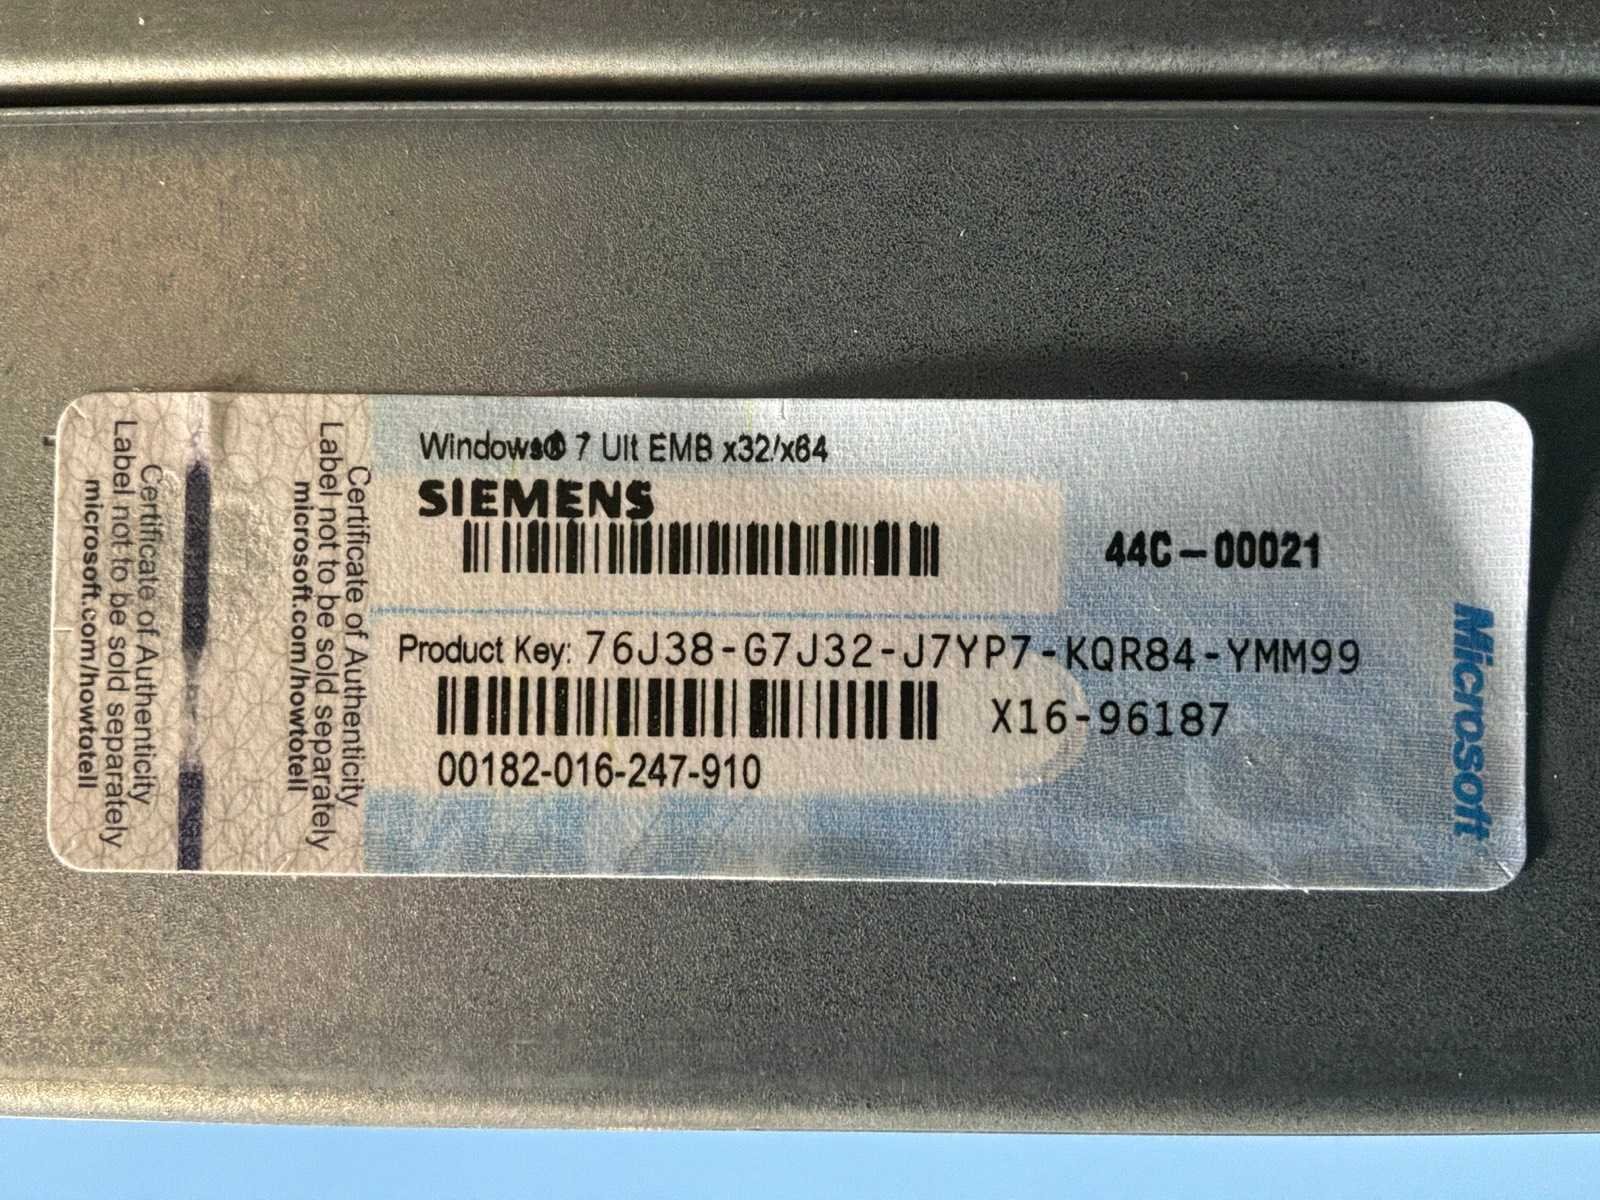 Windows® 7 Ult EMB x32/x64
SIEMENS
44C-00021
Product Key: 76J38-G7J32-J7YP7-KQR84-YMM99
X16-96187
00182-016-247-910
Certificate of Authenticity
Label not to be sold separately
microsoft.com/howtotell
Certificate of Authenticity
Label not to be sold separately
microsoft.com/howtotell
Microsoft